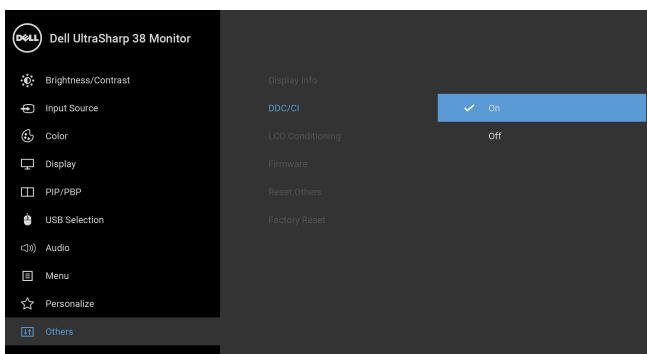 DELL Dell UltraSharp 38 Monitor
Brightness/Contrast
Input Source
Color
Display
PIP/PBP
USB Selection
Audio
Menu
Personalize
Others
Display Info
DDC/CI
LCD Conditioning
Firmware
Reset Others
Factory Reset
On
Off